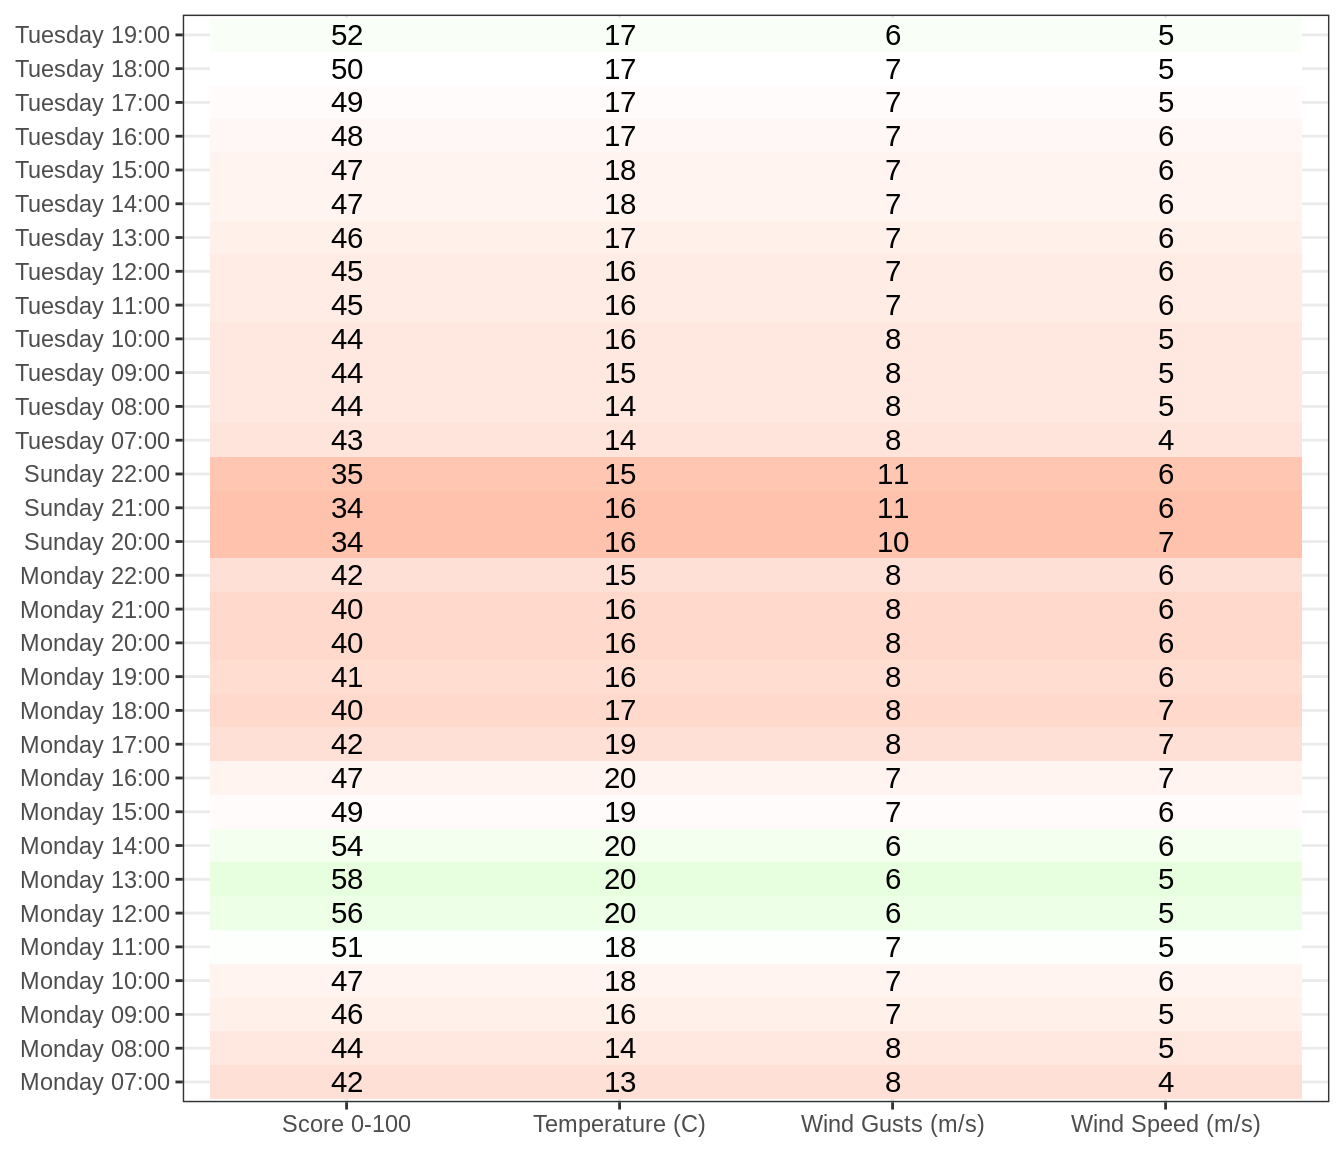 Tuesday 19:00 52 17 6 5
Tuesday 18:00 50 17 7 5
Tuesday 17:00 49 17 7 5
Tuesday 16:00 48 17 7 6
Tuesday 15:00 47 18 7 6
Tuesday 14:00 47 18 7 6
Tuesday 13:00 46 17 7 6
Tuesday 12:00 45 16 7 6
Tuesday 11:00 45 16 7 6
Tuesday 10:00 44 16 8 5
Tuesday 09:00 44 15 8 5
Tuesday 08:00 44 14 8 5
Tuesday 07:00 43 14 8 4
Sunday 22:00 35 15 11 6
Sunday 21:00 34 16 11 6
Sunday 20:00 34 16 10 7
Monday 22:00 42 15 8 6
Monday 21:00 40 16 8 6
Monday 20:00 40 16 8 6
Monday 19:00 41 16 8 6
Monday 18:00 40 17 8 7
Monday 17:00 42 19 8 7
Monday 16:00 47 20 7 7
Monday 15:00 49 19 7 6
Monday 14:00 54 20 6 6
Monday 13:00 58 20 6 5
Monday 12:00 56 20 6 5
Monday 11:00 51 18 7 5
Monday 10:00 47 18 7 6
Monday 09:00 46 16 7 5
Monday 08:00 44 14 8 5
Monday 07:00 42 13 8 4
Score 0-100 Temperature (C) Wind Gusts (m/s) Wind Speed (m/s)